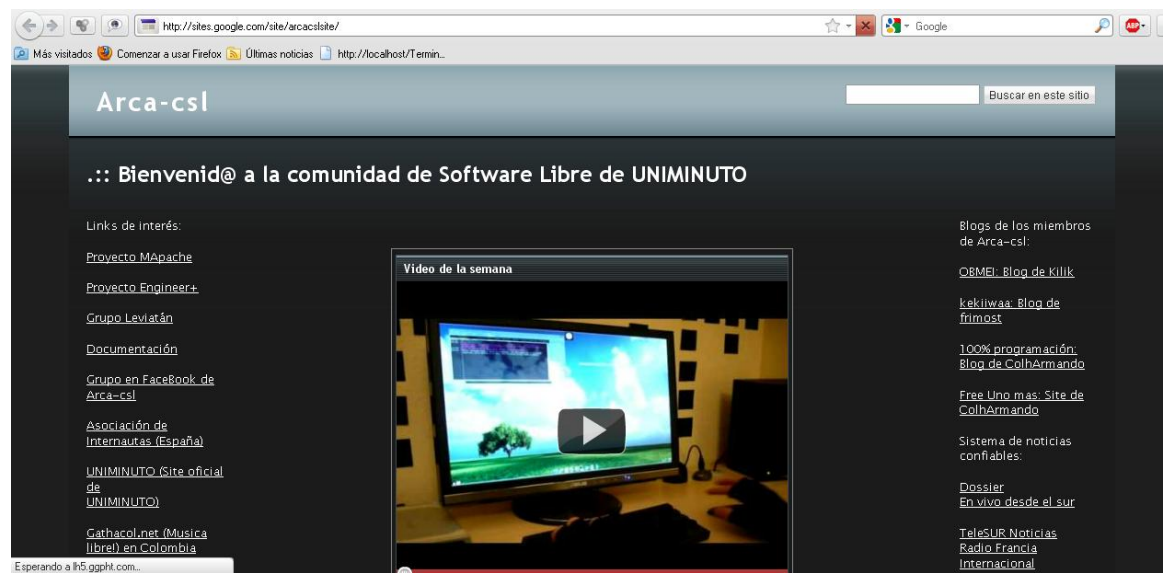 http://sites.google.com/site/arcacslsite/
Google
ABP
Más visitados
Comenzar a usar Firefox
Últimas noticias
http://localhost/Termin...
Arca-csl
Buscar en este sitio
.:: Bienvenid@ a la comunidad de Software Libre de UNIMINUTO
Links de interés:
Proyecto MApache
Proyecto Engineer+
Grupo Leviatán
Documentación
Grupo en FaceBook de
Arca-csl
Asociación de
Internautas (España)
UNIMINUTO (Site oficial
de
UNIMINUTO)
Gathacol.net (Musica
libre!) en Colombia
Video de la semana
Blogs de los miembros
de Arca-csl:
OBMEI: Blog de Kilik
kekiiwaa: Blog de
frimost
100% programación:
Blog de ColhArmando
Free Uno mas: Site de
ColhArmando
Sistema de noticias
confiables:
Dossier
En vivo desde el sur
TeleSUR Noticias
Radio Francia
Internacional
Esperando a lh5.ggpht.com...